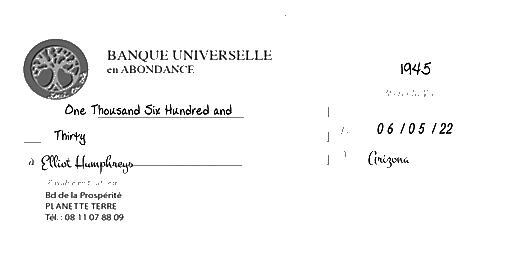 BANQUE UNIVERSELLE
en ABONDANCE
1945
One Thousand Six Hundred and
Thirty
06/05/22
à Elliot Humphreys
Arizona
Bd de la Prospérité
PLANETTE TERRE
Tél. : 08 11 07 88 09